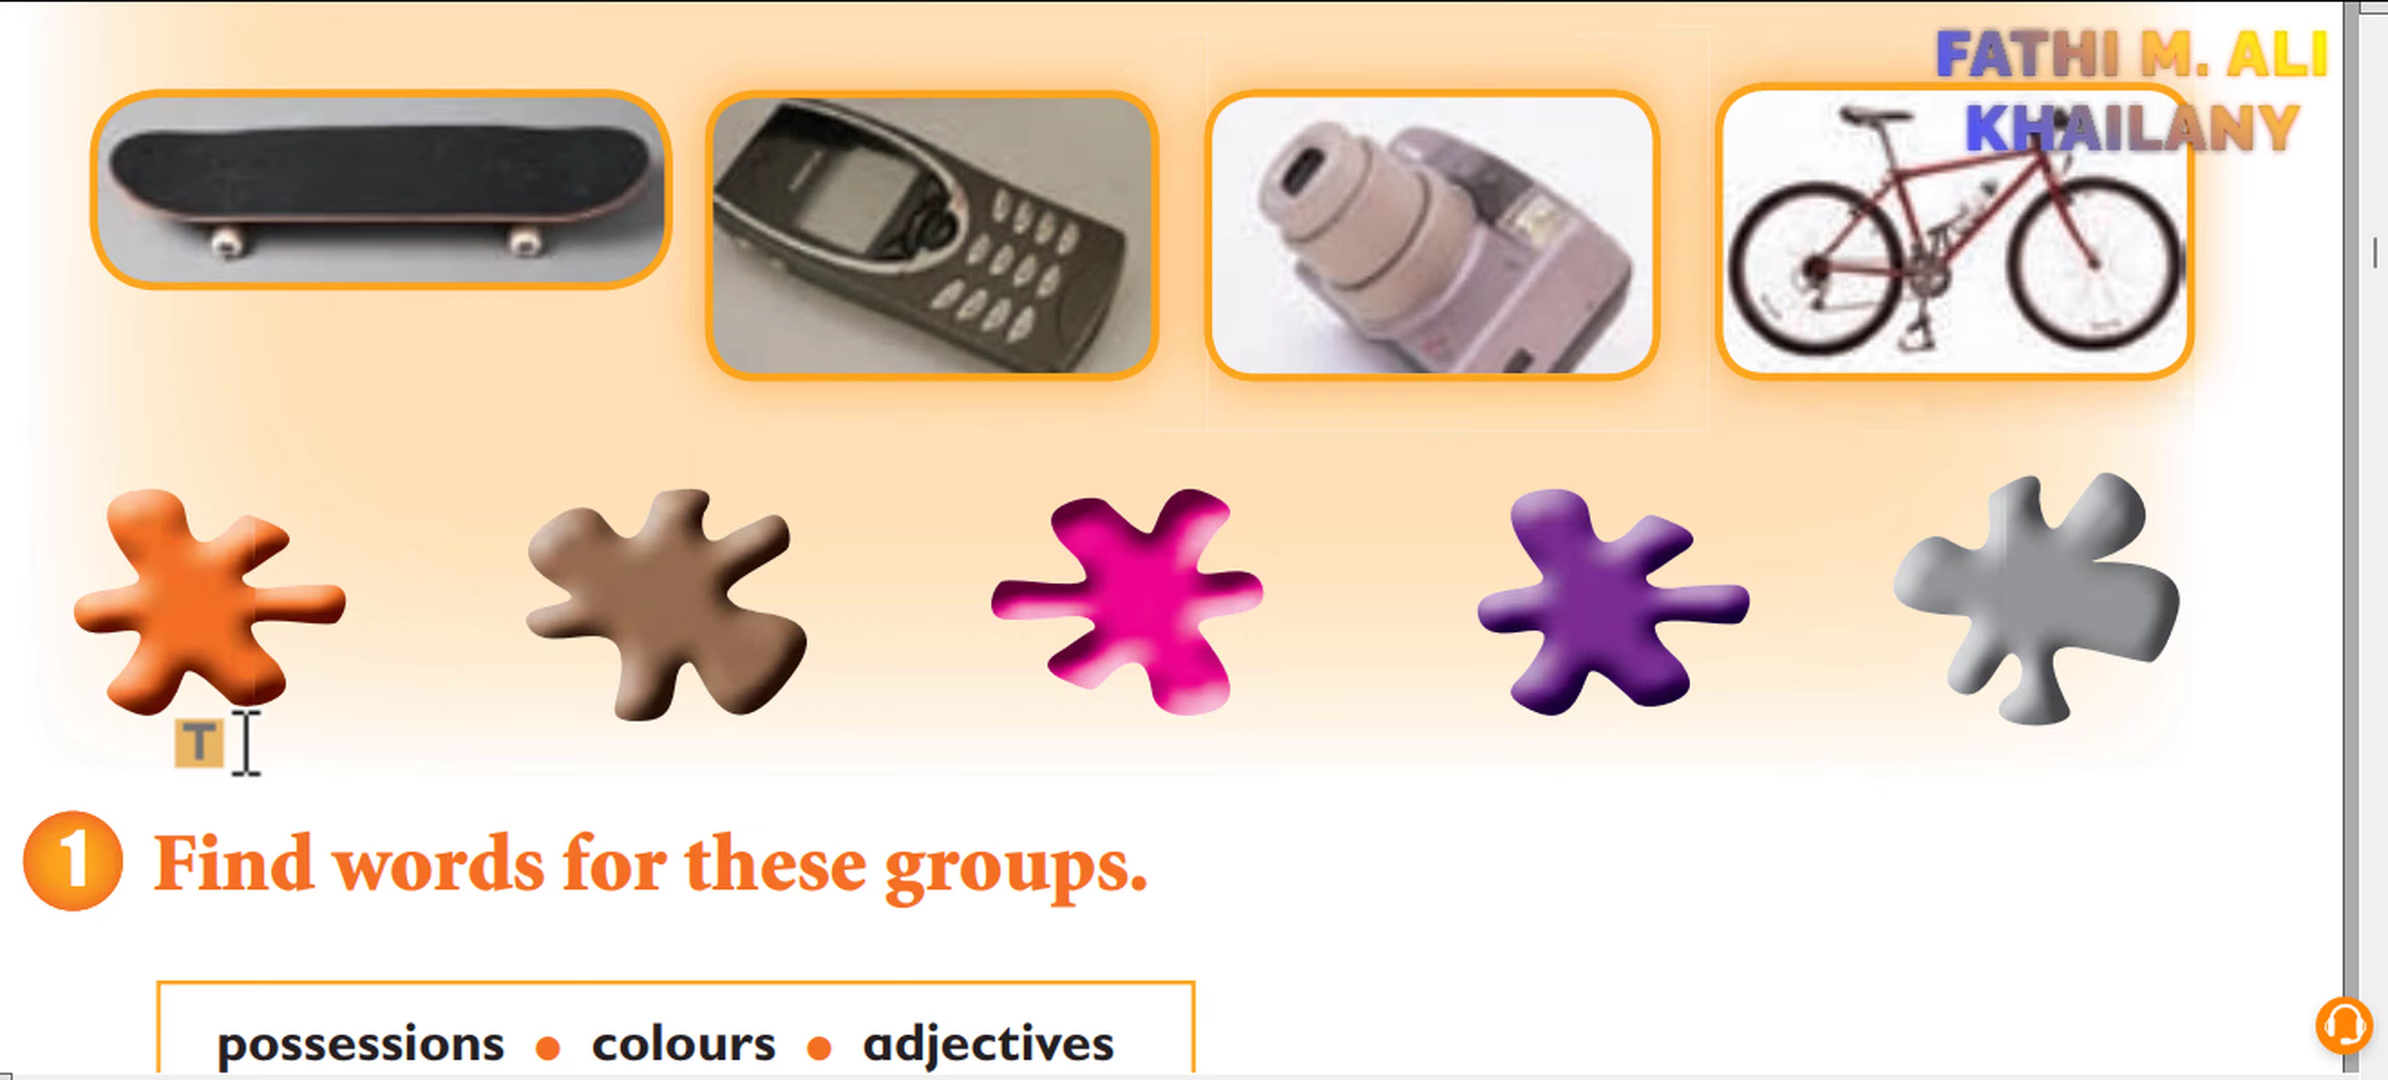 FATHI M. ALI
KHAILANY
T
1 Find words for these groups.
possessions • colours • adjectives